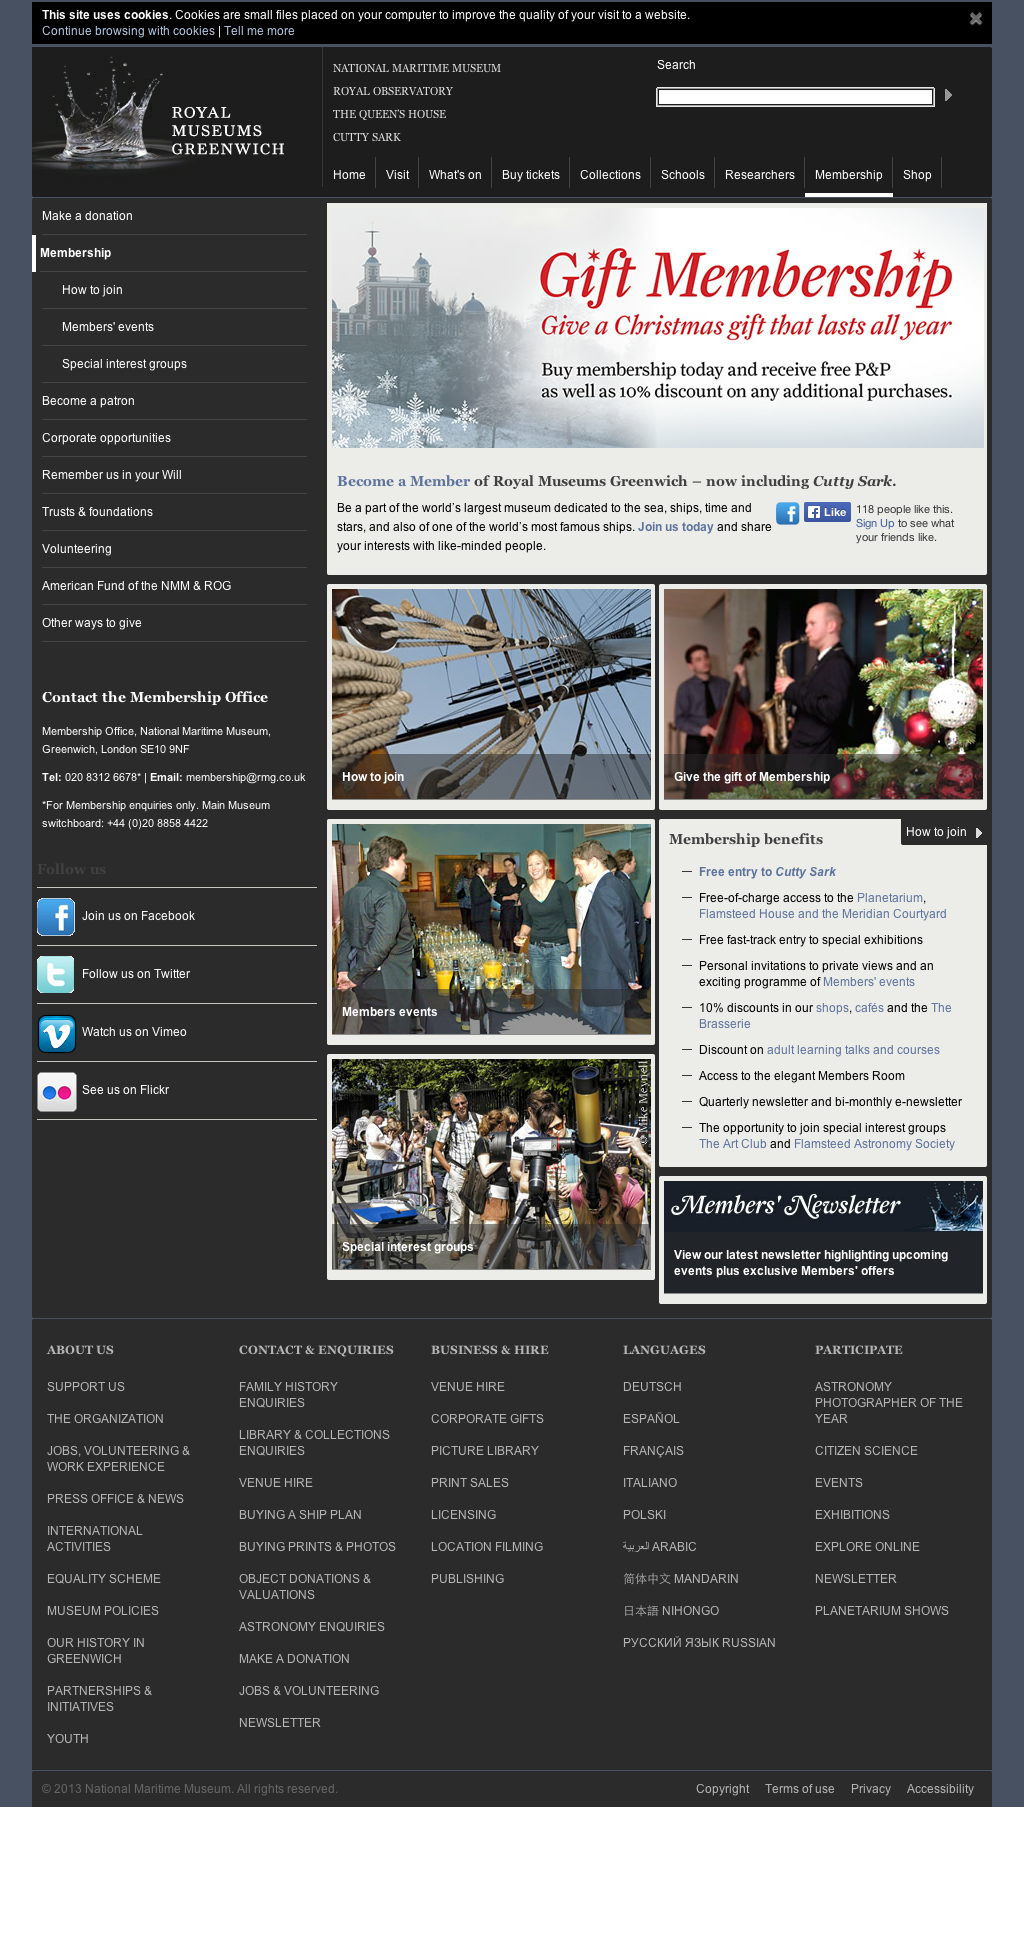 This site uses cookies. Cookies are small files placed on your computer to improve the quality of your visit to a website.
Continue browsing with cookies | Tell me more
ROYAL
MUSEUMS
GREENWICH
NATIONAL MARITIME MUSEUM
ROYAL OBSERVATORY
THE QUEEN'S HOUSE
CUTTY SARK
Search
Home
Visit
What's on
Buy tickets
Collections
Schools
Researchers
Membership
Shop
Make a donation
Membership
How to join
Members' events
Special interest groups
Become a patron
Corporate opportunities
Remember us in your Will
Trusts & foundations
Volunteering
American Fund of the NMM & ROG
Other ways to give
Contact the Membership Office
Membership Office, National Maritime Museum,
Greenwich, London SE10 9NF
Tel: 020 8312 6678* | Email: membership@rmg.co.uk
*For Membership enquiries only. Main Museum
switchboard: +44 (0)20 8858 4422
Follow us
Join us on Facebook
Follow us on Twitter
Watch us on Vimeo
See us on Flickr
Gift Membership
Give a Christmas gift that lasts all year
Buy membership today and receive free P&P
as well as 10% discount on any additional purchases.
Become a Member of Royal Museums Greenwich – now including Cutty Sark.
Be a part of the world's largest museum dedicated to the sea, ships, time and
stars, and also of one of the world's most famous ships. Join us today and share
your interests with like-minded people.
Like
118 people like this.
Sign Up to see what
your friends like.
How to join
Give the gift of Membership
Members events
© Mike Meynell
Special interest groups
Membership benefits
How to join
— Free entry to Cutty Sark
— Free-of-charge access to the Planetarium,
Flamsteed House and the Meridian Courtyard
— Free fast-track entry to special exhibitions
— Personal invitations to private views and an
exciting programme of Members' events
— 10% discounts in our shops, cafés and the The
Brasserie
— Discount on adult learning talks and courses
— Access to the elegant Members Room
— Quarterly newsletter and bi-monthly e-newsletter
— The opportunity to join special interest groups
The Art Club and Flamsteed Astronomy Society
Members' Newsletter
View our latest newsletter highlighting upcoming
events plus exclusive Members' offers
ABOUT US
SUPPORT US
THE ORGANIZATION
JOBS, VOLUNTEERING &
WORK EXPERIENCE
PRESS OFFICE & NEWS
INTERNATIONAL
ACTIVITIES
EQUALITY SCHEME
MUSEUM POLICIES
OUR HISTORY IN
GREENWICH
PARTNERSHIPS &
INITIATIVES
YOUTH
CONTACT & ENQUIRIES
FAMILY HISTORY
ENQUIRIES
LIBRARY & COLLECTIONS
ENQUIRIES
VENUE HIRE
BUYING A SHIP PLAN
BUYING PRINTS & PHOTOS
OBJECT DONATIONS &
VALUATIONS
ASTRONOMY ENQUIRIES
MAKE A DONATION
JOBS & VOLUNTEERING
NEWSLETTER
BUSINESS & HIRE
VENUE HIRE
CORPORATE GIFTS
PICTURE LIBRARY
PRINT SALES
LICENSING
LOCATION FILMING
PUBLISHING
LANGUAGES
DEUTSCH
ESPAÑOL
FRANÇAIS
ITALIANO
POLSKI
العربية ARABIC
简体中文 MANDARIN
日本語 NIHONGO
РУССКИЙ ЯЗЫК RUSSIAN
PARTICIPATE
ASTRONOMY
PHOTOGRAPHER OF THE
YEAR
CITIZEN SCIENCE
EVENTS
EXHIBITIONS
EXPLORE ONLINE
NEWSLETTER
PLANETARIUM SHOWS
© 2013 National Maritime Museum. All rights reserved.
Copyright
Terms of use
Privacy
Accessibility